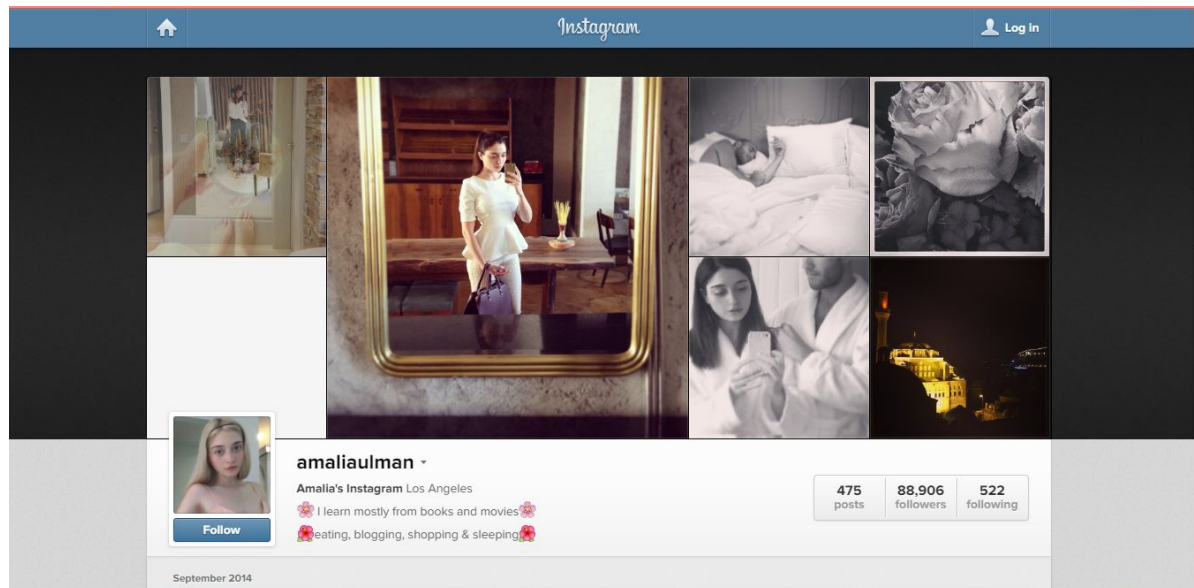 Instagram
Log in
amaliaulman
Amalia's Instagram Los Angeles
🌸 I learn mostly from books and movies🌸
🌺eating, blogging, shopping & sleeping🌺
Follow
475 posts
88,906 followers
522 following
September 2014